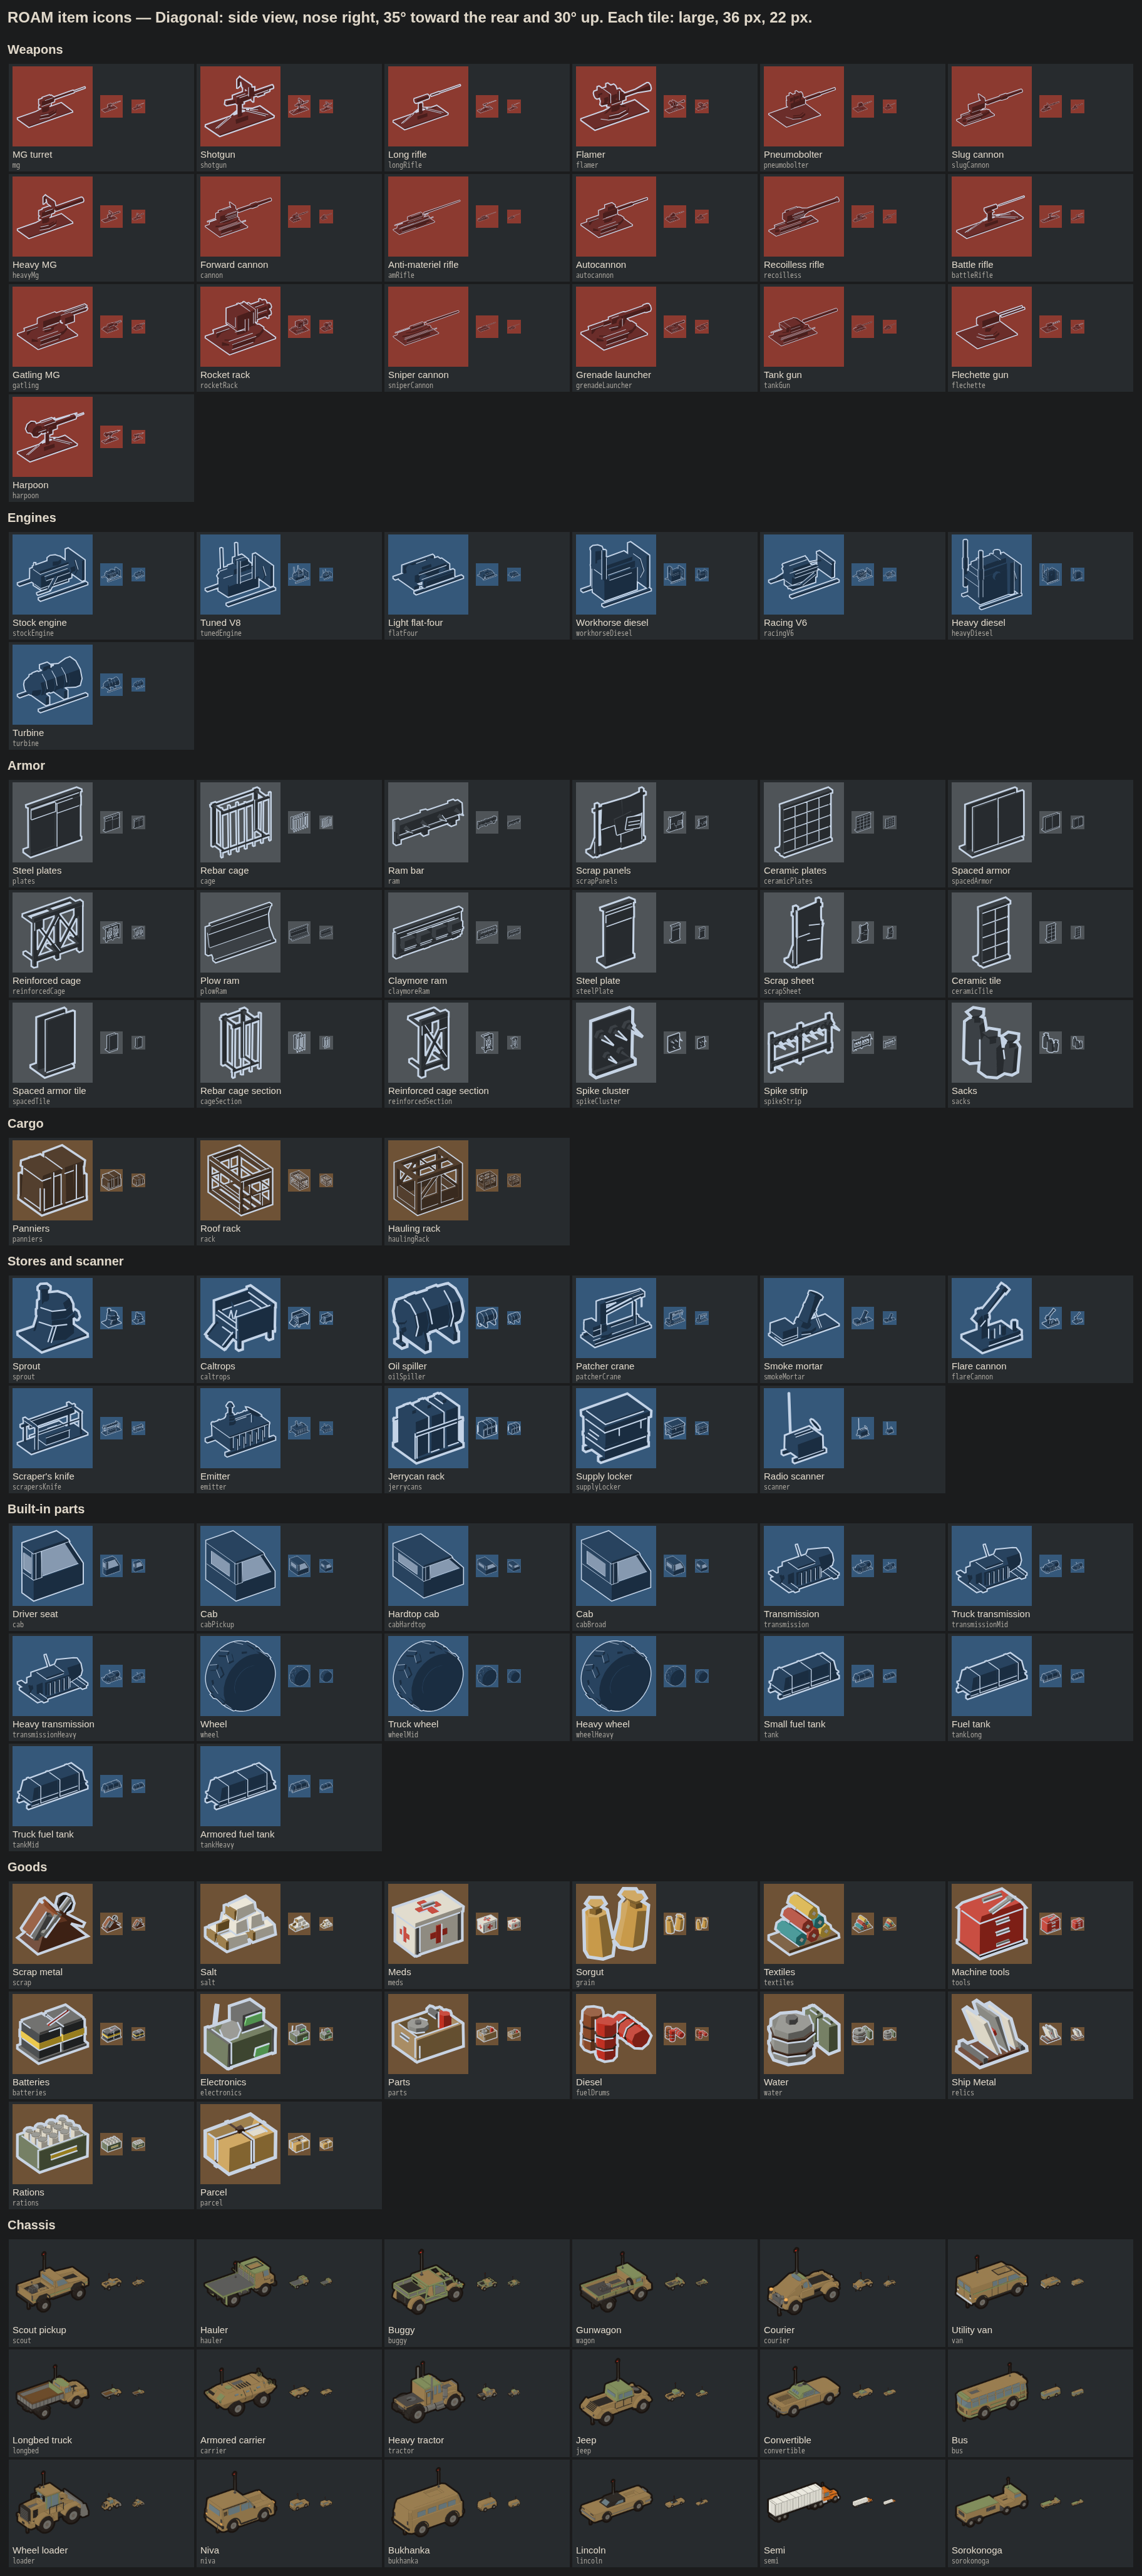 ROAM item icons — Diagonal: side view, nose right, 35° toward the rear and 30° up. Each tile: large, 36 px, 22 px.
Weapons
MG turret Shotgun Long rifle Flamer Pneumobolter Slug cannon
mg shotgun longRifle flamer pneumobolter slugCannon
Heavy MG Forward cannon Anti-materiel rifle Autocannon Recoilless rifle Battle rifle
heavyMg cannon amRifle autocannon recoilless battleRifle
Gatling MG Rocket rack Sniper cannon Grenade launcher Tank gun Flechette gun
gatling rocketRack sniperCannon grenadeLauncher tankGun flechette
Harpoon
harpoon
Engines
Stock engine Tuned V8 Light flat-four Workhorse diesel Racing V6 Heavy diesel
stockEngine tunedEngine flatFour workhorseDiesel racingV6 heavyDiesel
Turbine
turbine
Armor
Steel plates Rebar cage Ram bar Scrap panels Ceramic plates Spaced armor
plates cage ram scrapPanels ceramicPlates spacedArmor
Reinforced cage Plow ram Claymore ram Steel plate Scrap sheet Ceramic tile
reinforcedCage plowRam claymoreRam steelPlate scrapSheet ceramicTile
Spaced armor tile Rebar cage section Reinforced cage section Spike cluster Spike strip Sacks
spacedTile cageSection reinforcedSection spikeCluster spikeStrip sacks
Cargo
Panniers Roof rack Hauling rack
panniers rack haulingRack
Stores and scanner
Sprout Caltrops Oil spiller Patcher crane Smoke mortar Flare cannon
sprout caltrops oilSpiller patcherCrane smokeMortar flareCannon
Scraper's knife Emitter Jerrycan rack Supply locker Radio scanner
scrapersKnife emitter jerrycans supplyLocker scanner
Built-in parts
Driver seat Cab Hardtop cab Cab Transmission Truck transmission
cab cabPickup cabHardtop cabBroad transmission transmissionMid
Heavy transmission Wheel Truck wheel Heavy wheel Small fuel tank Fuel tank
transmissionHeavy wheel wheelMid wheelHeavy tank tankLong
Truck fuel tank Armored fuel tank
tankMid tankHeavy
Goods
Scrap metal Salt Meds Sorgut Textiles Machine tools
scrap salt meds grain textiles tools
Batteries Electronics Parts Diesel Water Ship Metal
batteries electronics parts fuelDrums water relics
Rations Parcel
rations parcel
Chassis
Scout pickup Hauler Buggy Gunwagon Courier Utility van
scout hauler buggy wagon courier van
Longbed truck Armored carrier Heavy tractor Jeep Convertible Bus
longbed carrier tractor jeep convertible bus
Wheel loader Niva Bukhanka Lincoln Semi Sorokonoga
loader niva bukhanka lincoln semi sorokonoga